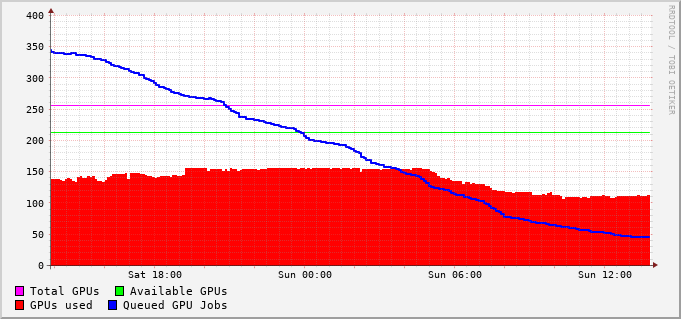 400
350
300
250
200
150
100
50
0
Sat 18:00 Sun 00:00 Sun 06:00 Sun 12:00
Total GPUs Available GPUs
GPUs used Queued GPU Jobs
RRDTOOL / TOBI OETIKER